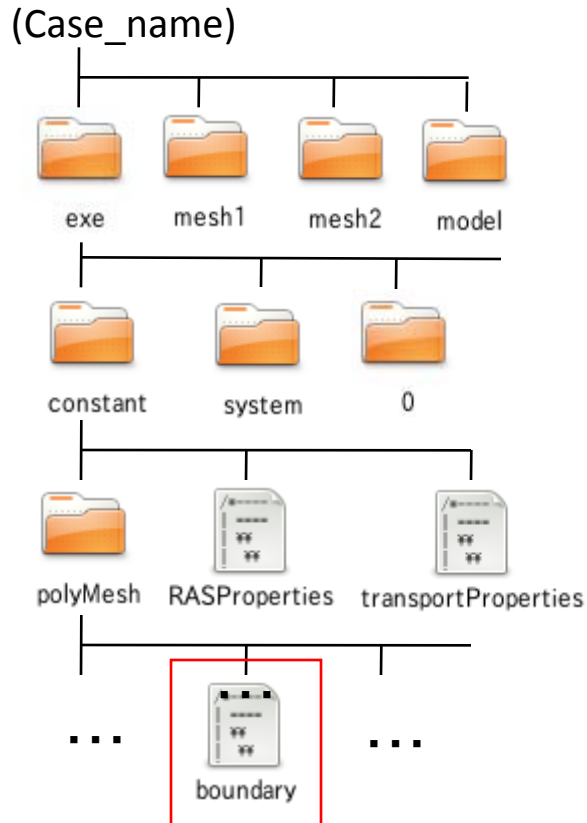 (Case_name)
exe mesh1 mesh2 model
constant system 0
polyMesh RASProperties transportProperties
... ... ...
boundary